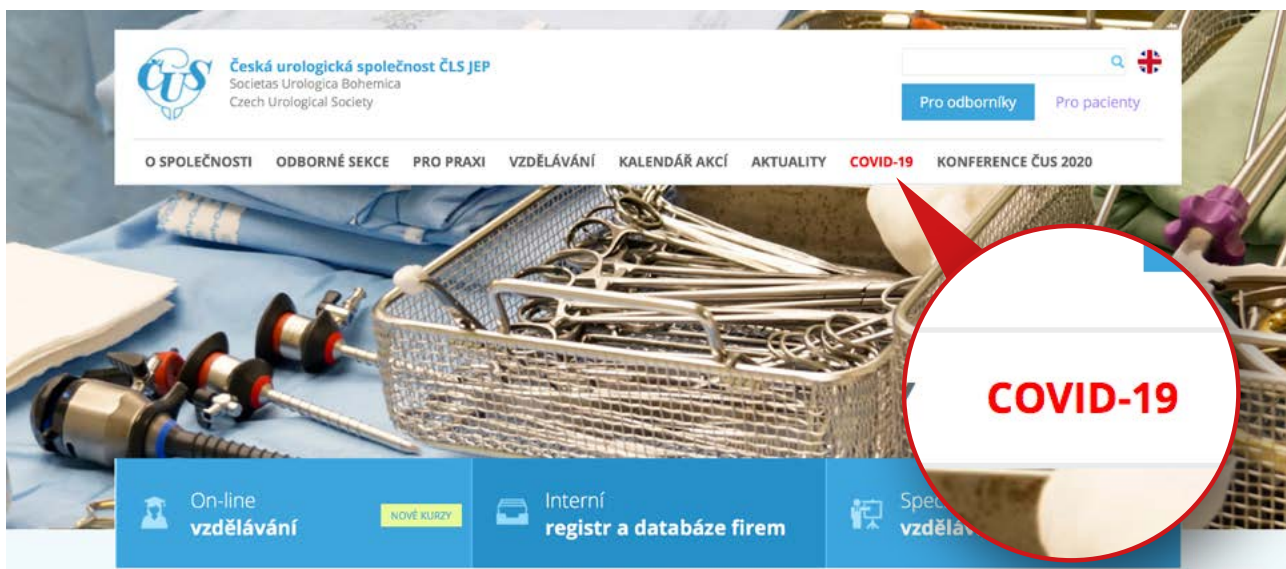 ČUS
Česká urologická společnost ČLS JEP
Societas Urologica Bohemica
Czech Urological Society
Pro odborníky
Pro pacienty
O SPOLEČNOSTI ODBORNÉ SEKCE PRO PRAXI VZDĚLÁVÁNÍ KALENDÁŘ AKCÍ AKTUALITY COVID-19 KONFERENCE ČUS 2020
COVID-19
On-line
vzdělávání
NOVÉ KURZY
Interní
registr a databáze firem